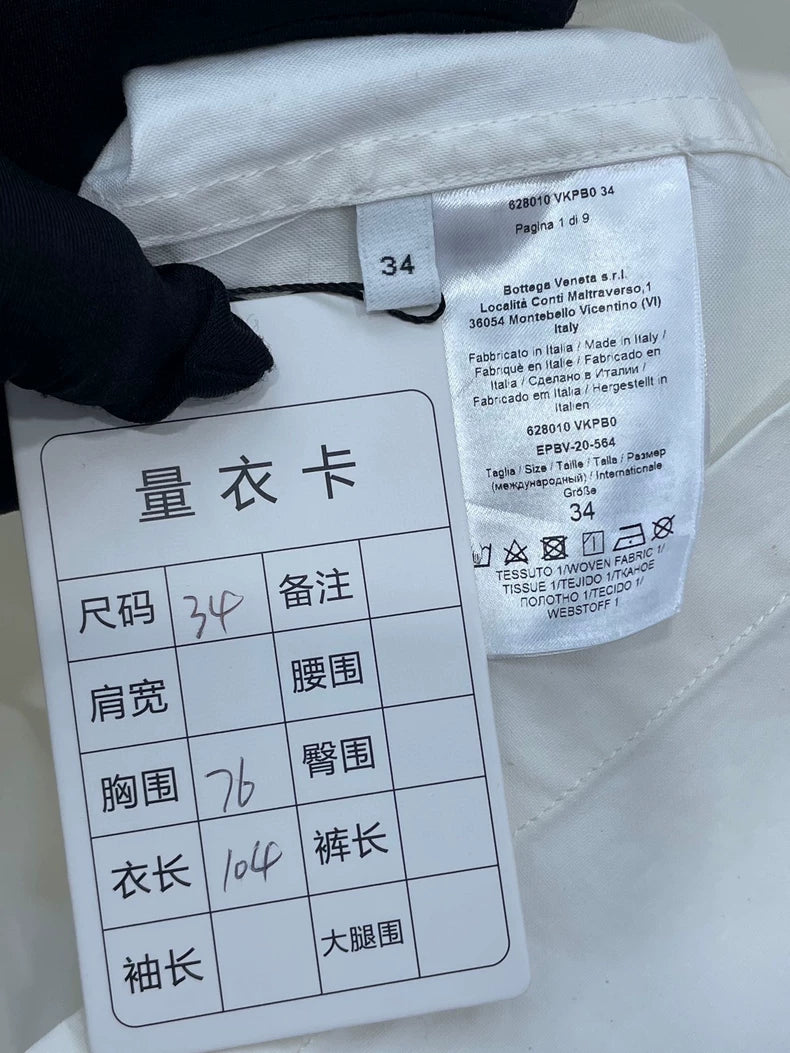 628010 VKPB0 34
Pagina 1 di 9
34
Bottega Veneta s.r.l.
Località Conti Maltraverso,1
36054 Montebello Vicentino (VI)
Italy
Fabbricato in Italia / Made in Italy /
Fabriqué en Italie / Fabricado en
Italia / Сделано в Италии /
Fabricado em Italia / Hergestellt in
Italien
628010 VKPB0
EPBV-20-564
Taglia / Size / Taille / Talla / Размер
(международный) / Internationale
Größe
34
TESSUTO 1/WOVEN FABRIC 1/
TISSUE 1/TEJIDO 1/ТКАНОЕ
ПОЛОТНО 1/TECIDO 1/
WEBSTOFF 1
量衣卡
尺码 34 备注
肩宽 腰围
胸围 76 臀围
衣长 104 裤长
袖长 大腿围